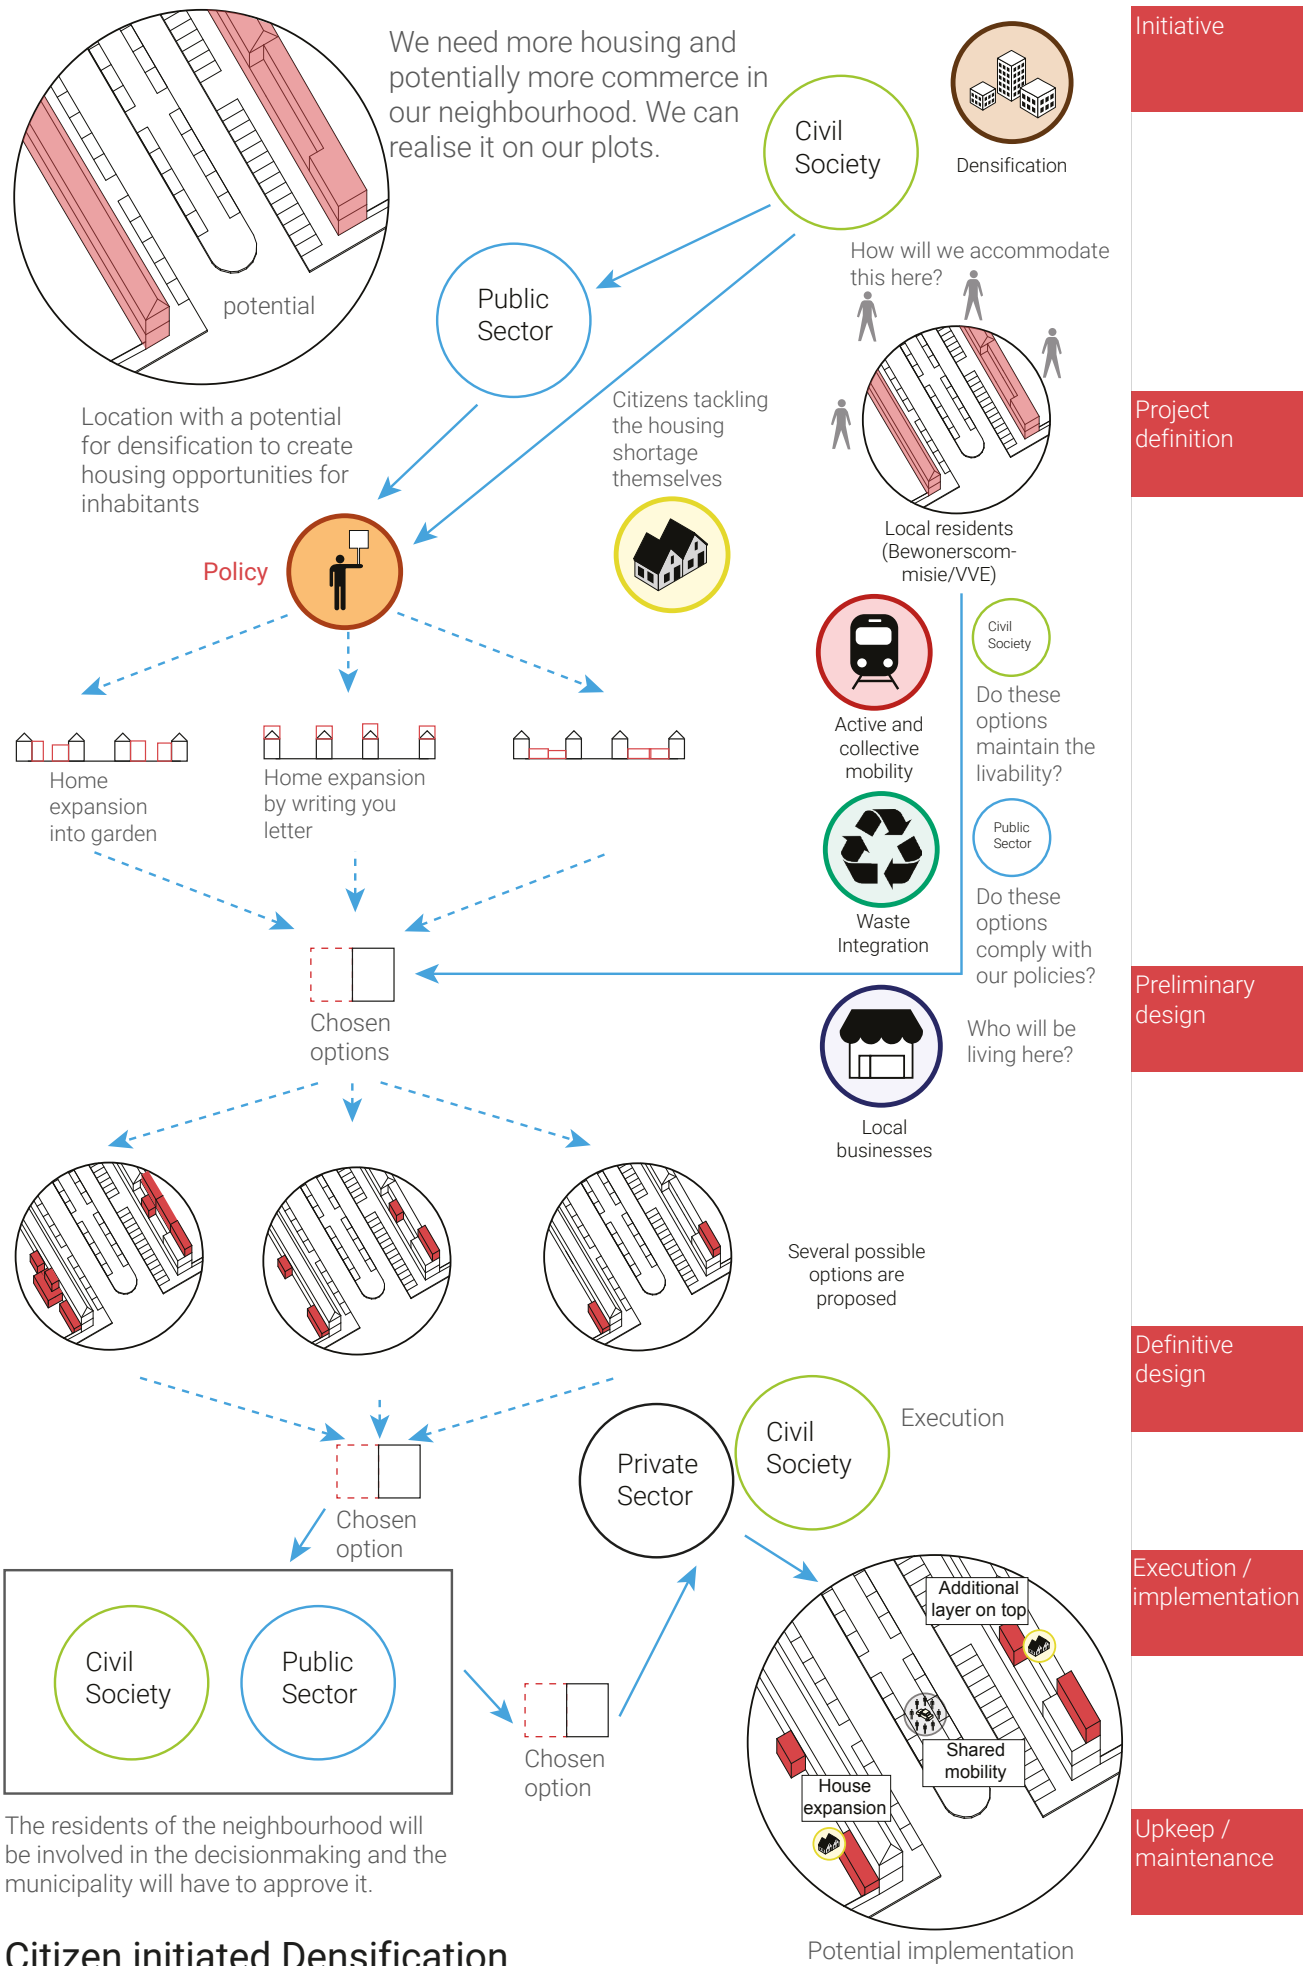 Initiative
We need more housing and
potentially more commerce in
our neighbourhood. We can
realise it on our plots.
Civil
Society
Densification
potential
Public
Sector
How will we accommodate
this here?
Location with a potential
for densification to create
housing opportunities for
inhabitants
Citizens tackling
the housing
shortage
themselves
Project
definition
Policy
Local residents
(Bewonerscom-
misie/VVE)
Civil
Society
Do these
options
maintain the
livability?
Active and
collective
mobility
Home
expansion
into garden
Home expansion
by writing you
letter
Public
Sector
Do these
options
comply with
our policies?
Waste
Integration
Preliminary
design
Chosen
options
Who will be
living here?
Local
businesses
Several possible
options are
proposed
Definitive
design
Private
Sector
Civil
Society
Execution
Chosen
option
Execution /
implementation
Additional
layer on top
Civil
Society
Public
Sector
Chosen
option
Shared
mobility
House
expansion
The residents of the neighbourhood will
be involved in the decisionmaking and the
municipality will have to approve it.
Upkeep /
maintenance
Citizen initiated Densification
Potential implementation